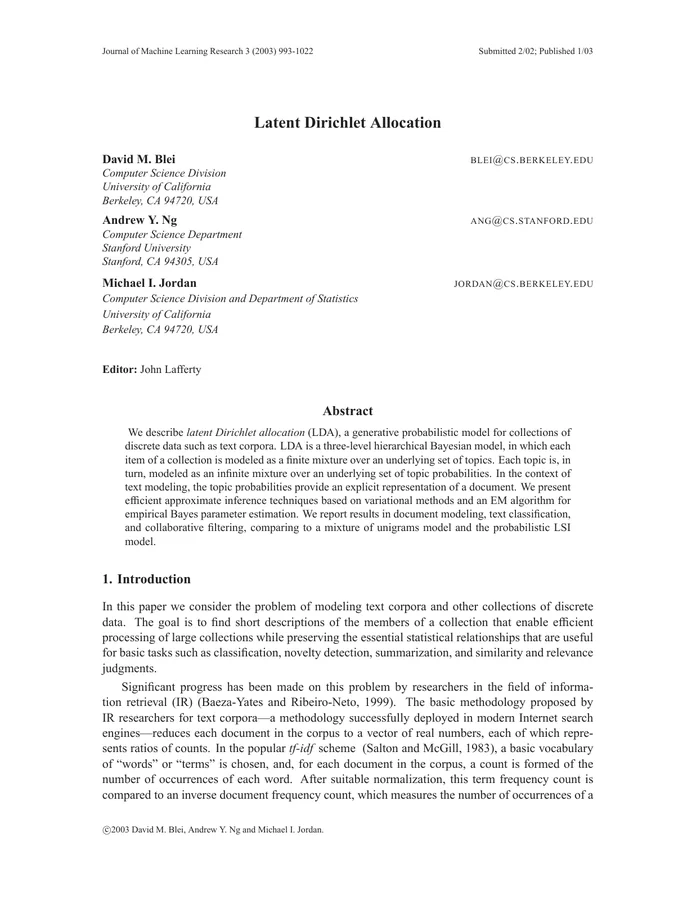 Journal of Machine Learning Research 3 (2003) 993-1022 Submitted 2/02; Published 1/03
Latent Dirichlet Allocation
David M. Blei BLEI@CS.BERKELEY.EDU
Computer Science Division
University of California
Berkeley, CA 94720, USA
Andrew Y. Ng ANG@CS.STANFORD.EDU
Computer Science Department
Stanford University
Stanford, CA 94305, USA
Michael I. Jordan JORDAN@CS.BERKELEY.EDU
Computer Science Division and Department of Statistics
University of California
Berkeley, CA 94720, USA
Editor: John Lafferty
Abstract
We describe latent Dirichlet allocation (LDA), a generative probabilistic model for collections of
discrete data such as text corpora. LDA is a three-level hierarchical Bayesian model, in which each
item of a collection is modeled as a finite mixture over an underlying set of topics. Each topic is, in
turn, modeled as an infinite mixture over an underlying set of topic probabilities. In the context of
text modeling, the topic probabilities provide an explicit representation of a document. We present
efficient approximate inference techniques based on variational methods and an EM algorithm for
empirical Bayes parameter estimation. We report results in document modeling, text classification,
and collaborative filtering, comparing to a mixture of unigrams model and the probabilistic LSI
model.
1. Introduction
In this paper we consider the problem of modeling text corpora and other collections of discrete
data. The goal is to find short descriptions of the members of a collection that enable efficient
processing of large collections while preserving the essential statistical relationships that are useful
for basic tasks such as classification, novelty detection, summarization, and similarity and relevance
judgments.
Significant progress has been made on this problem by researchers in the field of informa-
tion retrieval (IR) (Baeza-Yates and Ribeiro-Neto, 1999). The basic methodology proposed by
IR researchers for text corpora—a methodology successfully deployed in modern Internet search
engines—reduces each document in the corpus to a vector of real numbers, each of which repre-
sents ratios of counts. In the popular tf-idf scheme (Salton and McGill, 1983), a basic vocabulary
of “words” or “terms” is chosen, and, for each document in the corpus, a count is formed of the
number of occurrences of each word. After suitable normalization, this term frequency count is
compared to an inverse document frequency count, which measures the number of occurrences of a
©2003 David M. Blei, Andrew Y. Ng and Michael I. Jordan.